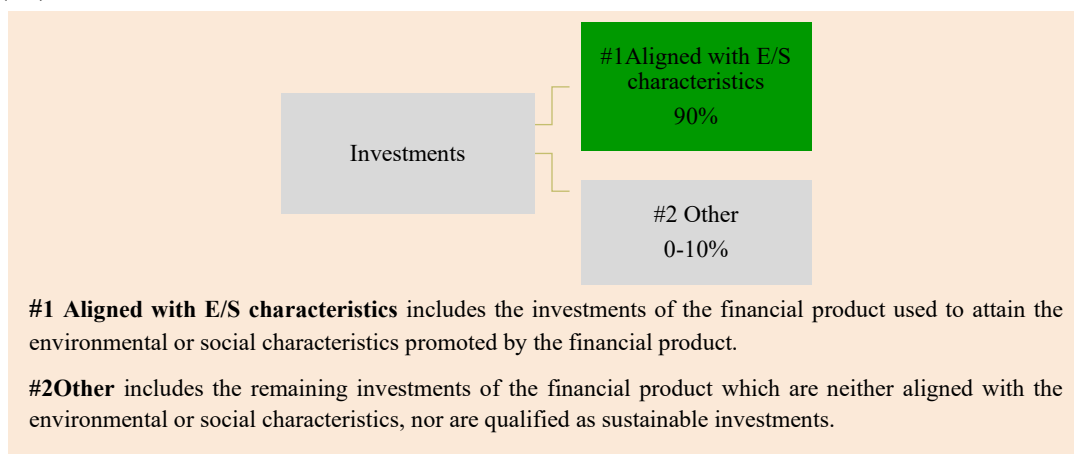 #1Aligned with E/S
characteristics
90%
Investments
#2 Other
0-10%
#1 Aligned with E/S characteristics includes the investments of the financial product used to attain the
environmental or social characteristics promoted by the financial product.
#2Other includes the remaining investments of the financial product which are neither aligned with the
environmental or social characteristics, nor are qualified as sustainable investments.